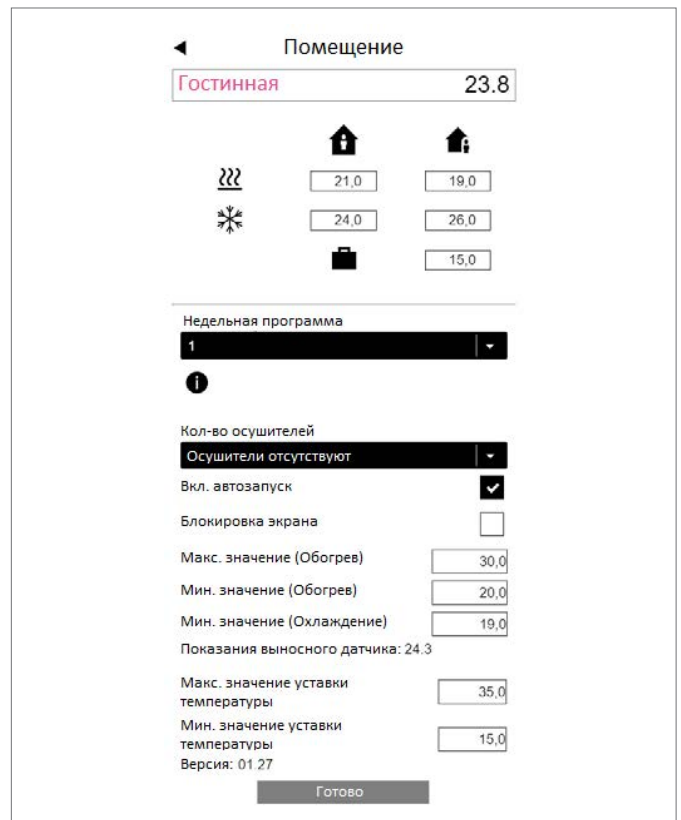 Помещение
Гостинная 23.8
21,0 19,0
24,0 26,0
15,0
Недельная программа
1
Кол-во осушителей
Осушители отсутствуют
Вкл. автозапуск
Блокировка экрана
Макс. значение (Обогрев) 30,0
Мин. значение (Обогрев) 20,0
Мин. значение (Охлаждение) 19,0
Показания выносного датчика: 24.3
Макс. значение уставки
температуры 35,0
Мин. значение уставки
температуры 15,0
Версия: 01.27
Готово